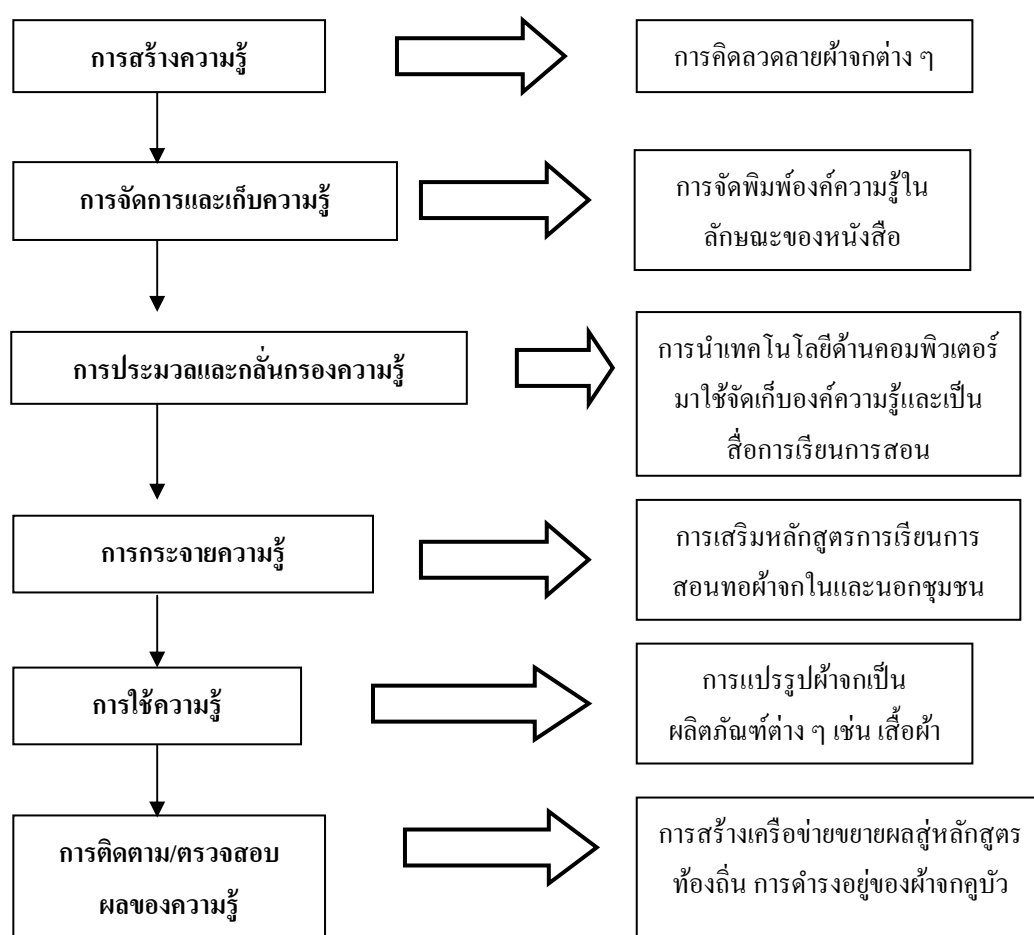 การสร้างความรู้
การคิดลวดลายผ้าจกต่าง ๆ
การจัดการและเก็บความรู้
การจัดพิมพ์องค์ความรู้ใน
ลักษณะของหนังสือ
การประมวลและกลั่นกรองความรู้
การนำเทคโนโลยีด้านคอมพิวเตอร์
มาใช้จัดเก็บองค์ความรู้และเป็น
สื่อการเรียนการสอน
การกระจายความรู้
การเสริมหลักสูตรการเรียนการ
สอนทอผ้าจกในและนอกชุมชน
การใช้ความรู้
การแปรรูปผ้าจกเป็น
ผลิตภัณฑ์ต่าง ๆ เช่น เสื้อผ้า
การติดตาม/ตรวจสอบ
ผลของความรู้
การสร้างเครือข่ายขยายผลสู่หลักสูตร
ท้องถิ่น การดำรงอยู่ของผ้าจกคูบัว